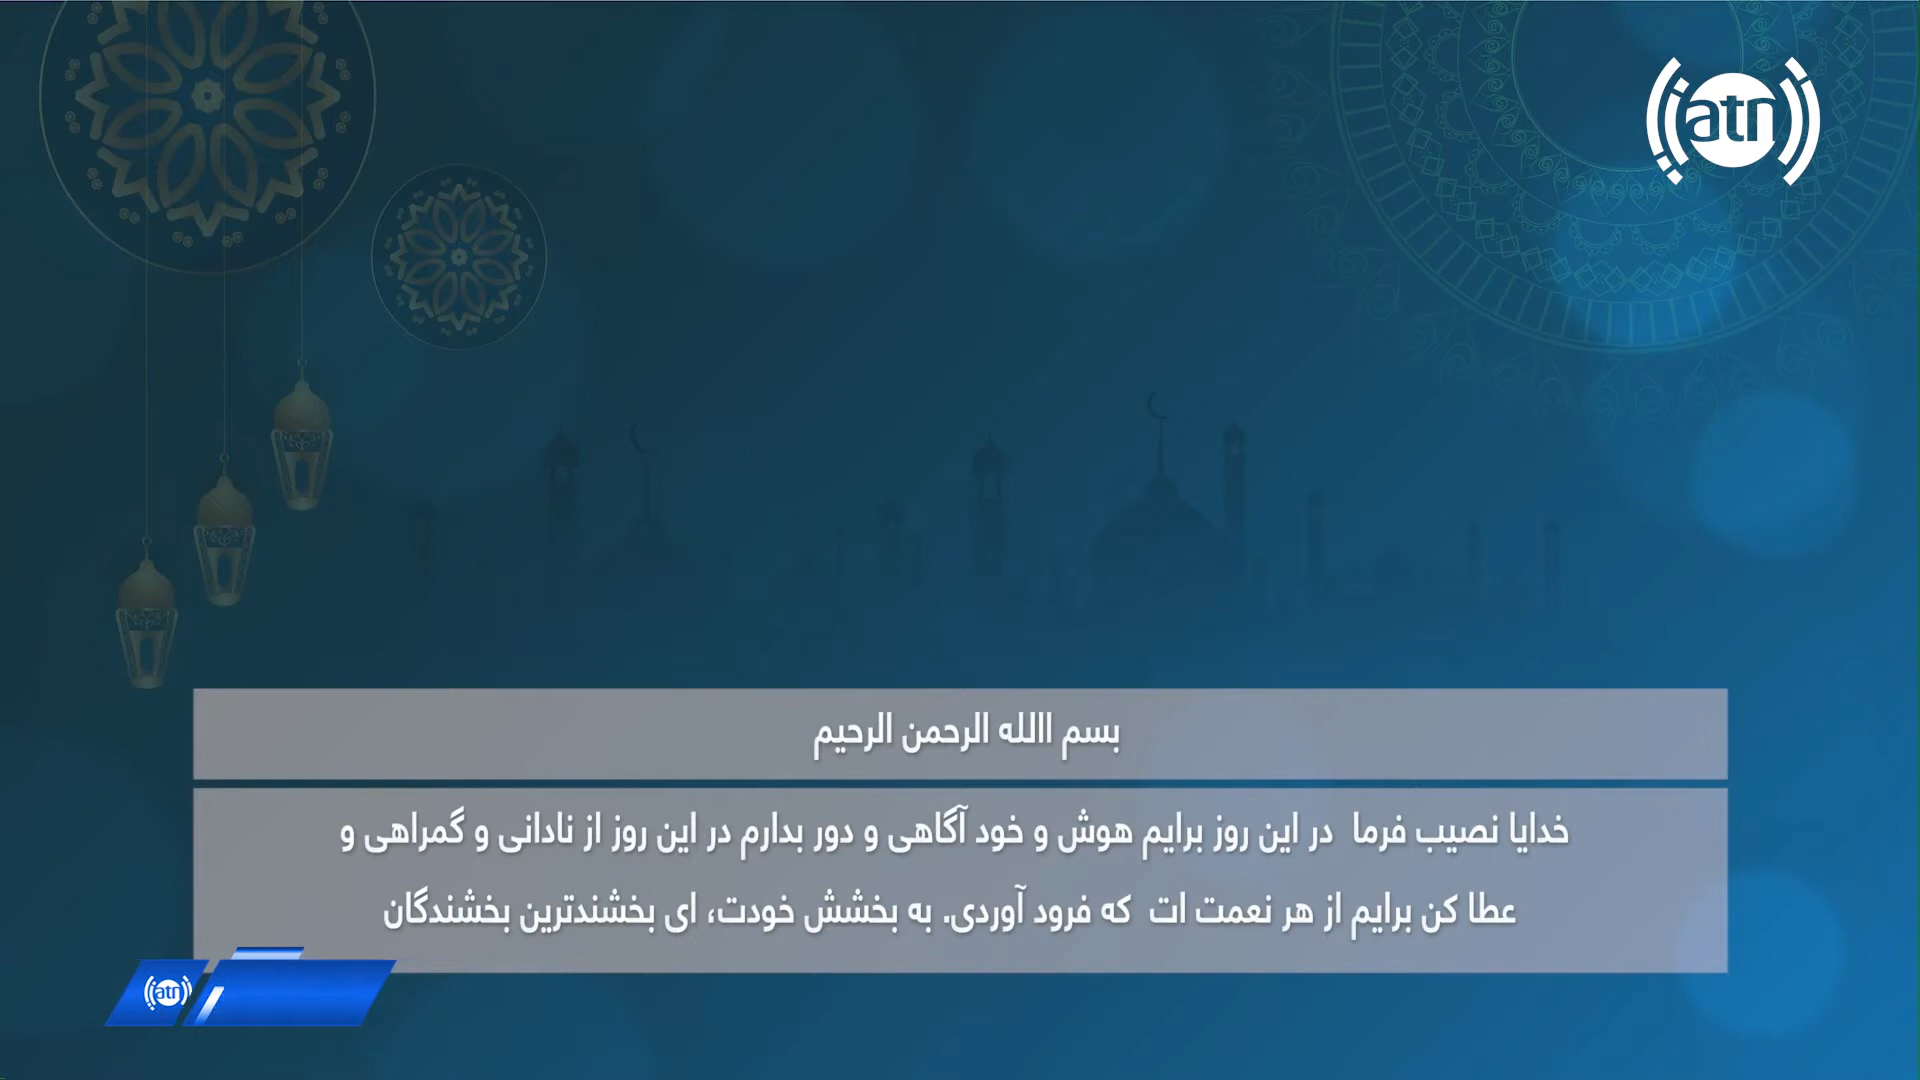 atn
بسم االلله الرحمن الرحیم
خدایا نصیب فرما در این روز برایم هوش و خود آگاهی و دور بدارم در این روز از نادانی و گمراهی و
عطا کن برایم از هر نعمت ات که فرود آوردی. به بخشش خودت، ای بخشندترین بخشندگان
atn